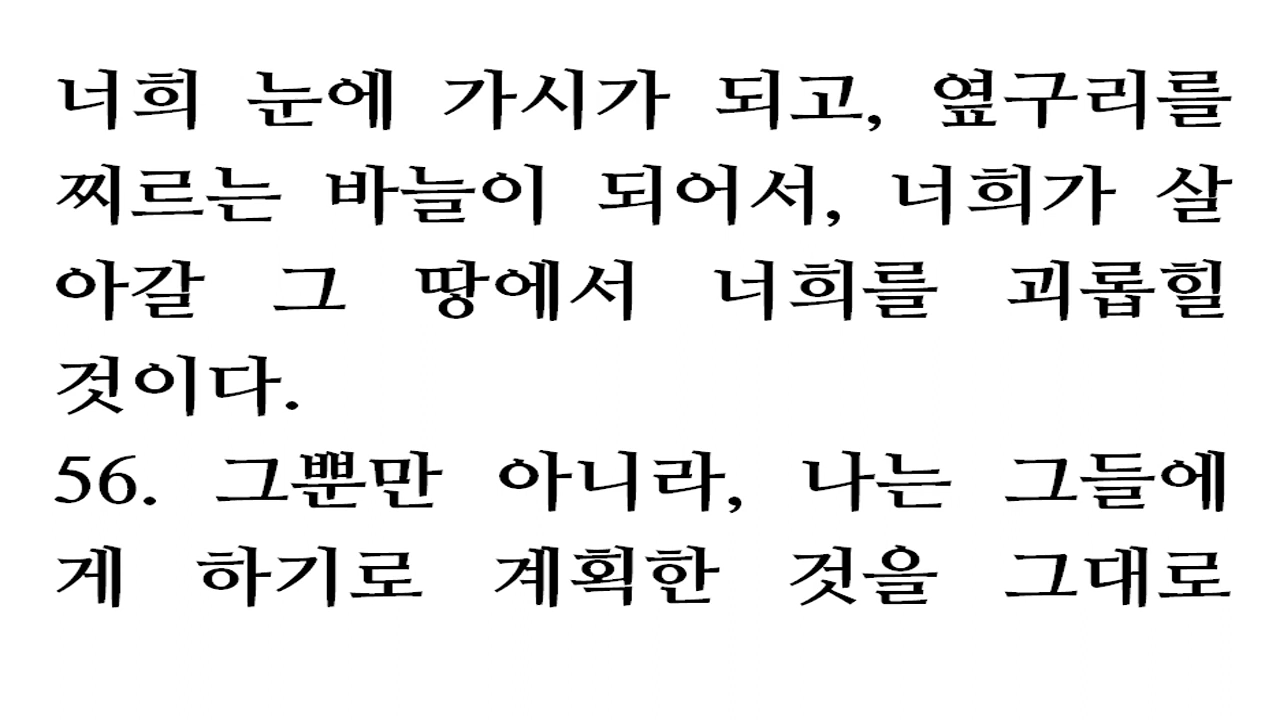 너희 눈에 가시가 되고, 옆구리를
찌르는 바늘이 되어서, 너희가 살
아갈 그 땅에서 너희를 괴롭힐
것이다.
56. 그뿐만 아니라, 나는 그들에
게 하기로 계획한 것을 그대로